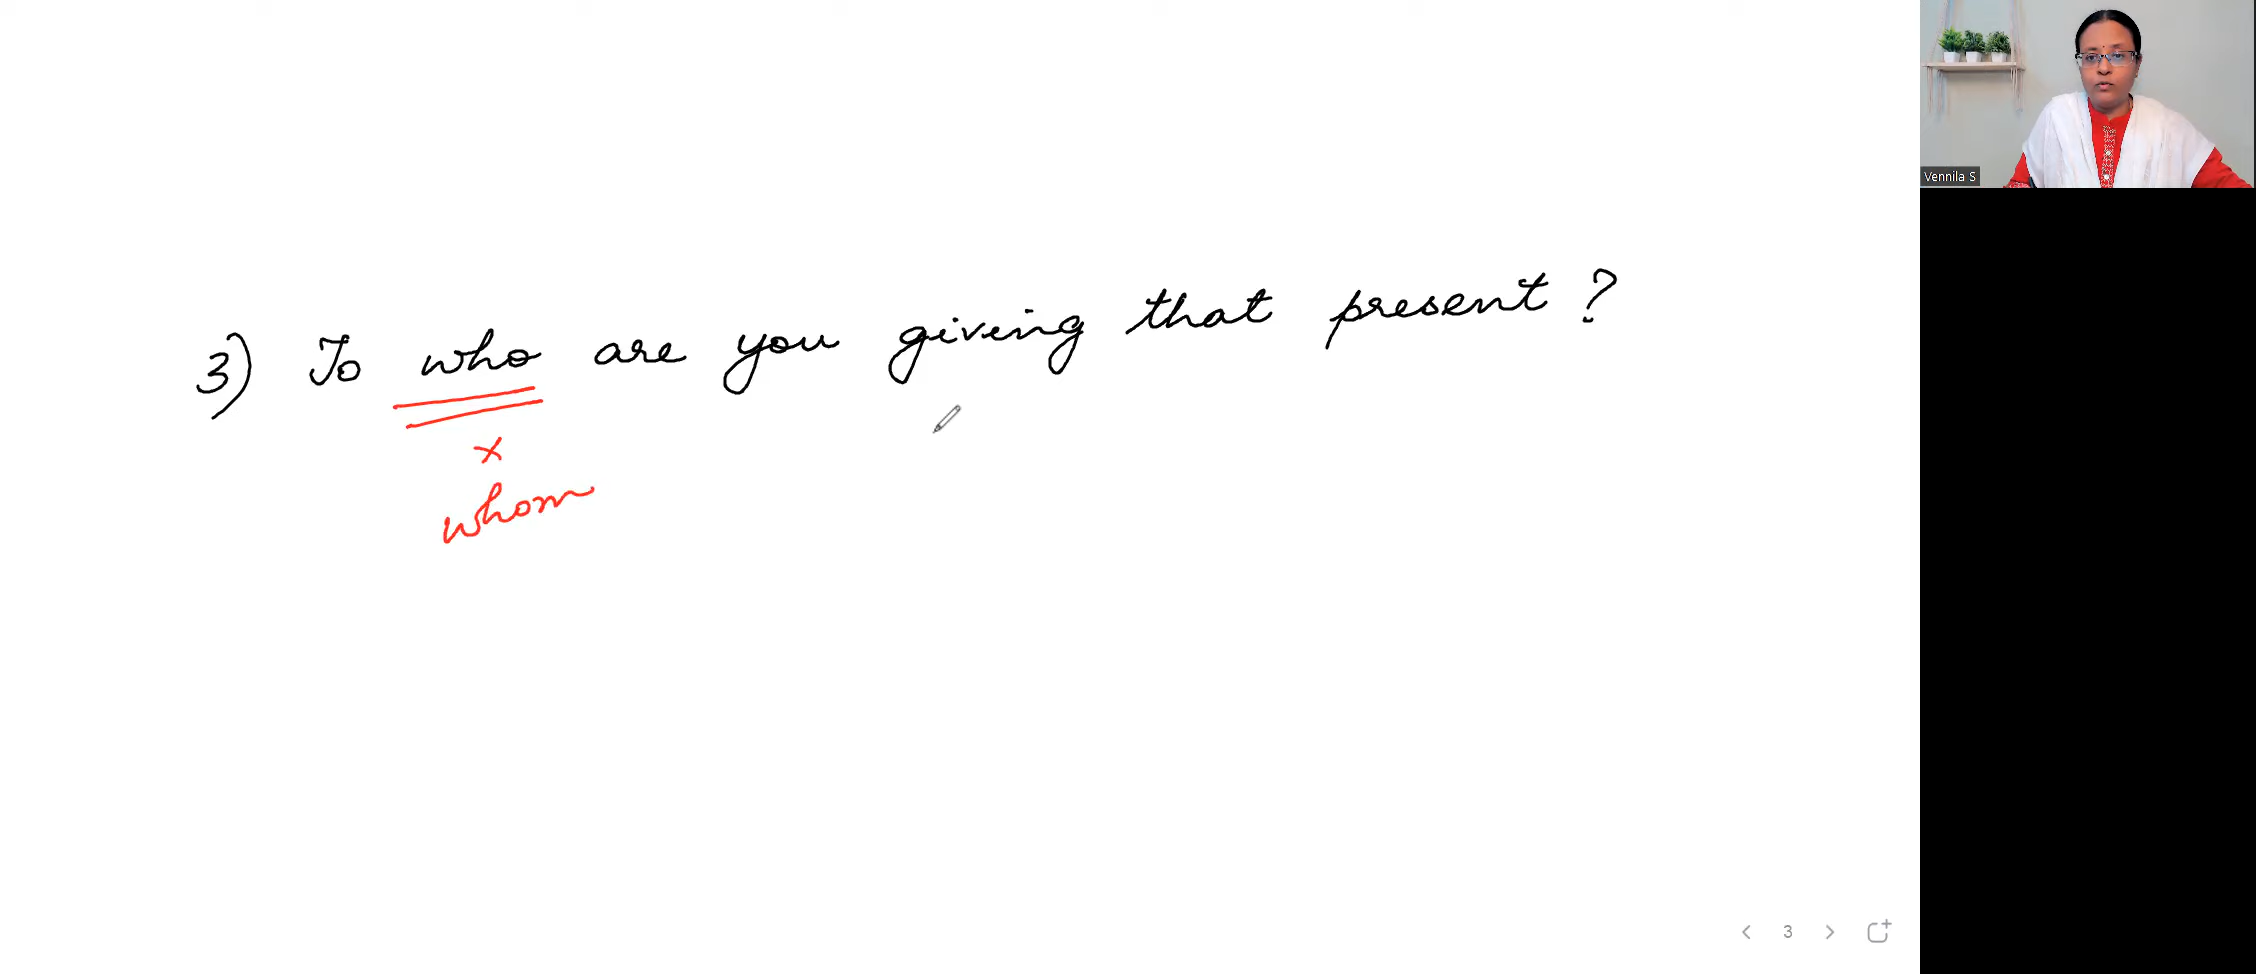 3) To who are you giving that present ?
x
whom
Vennila S
3